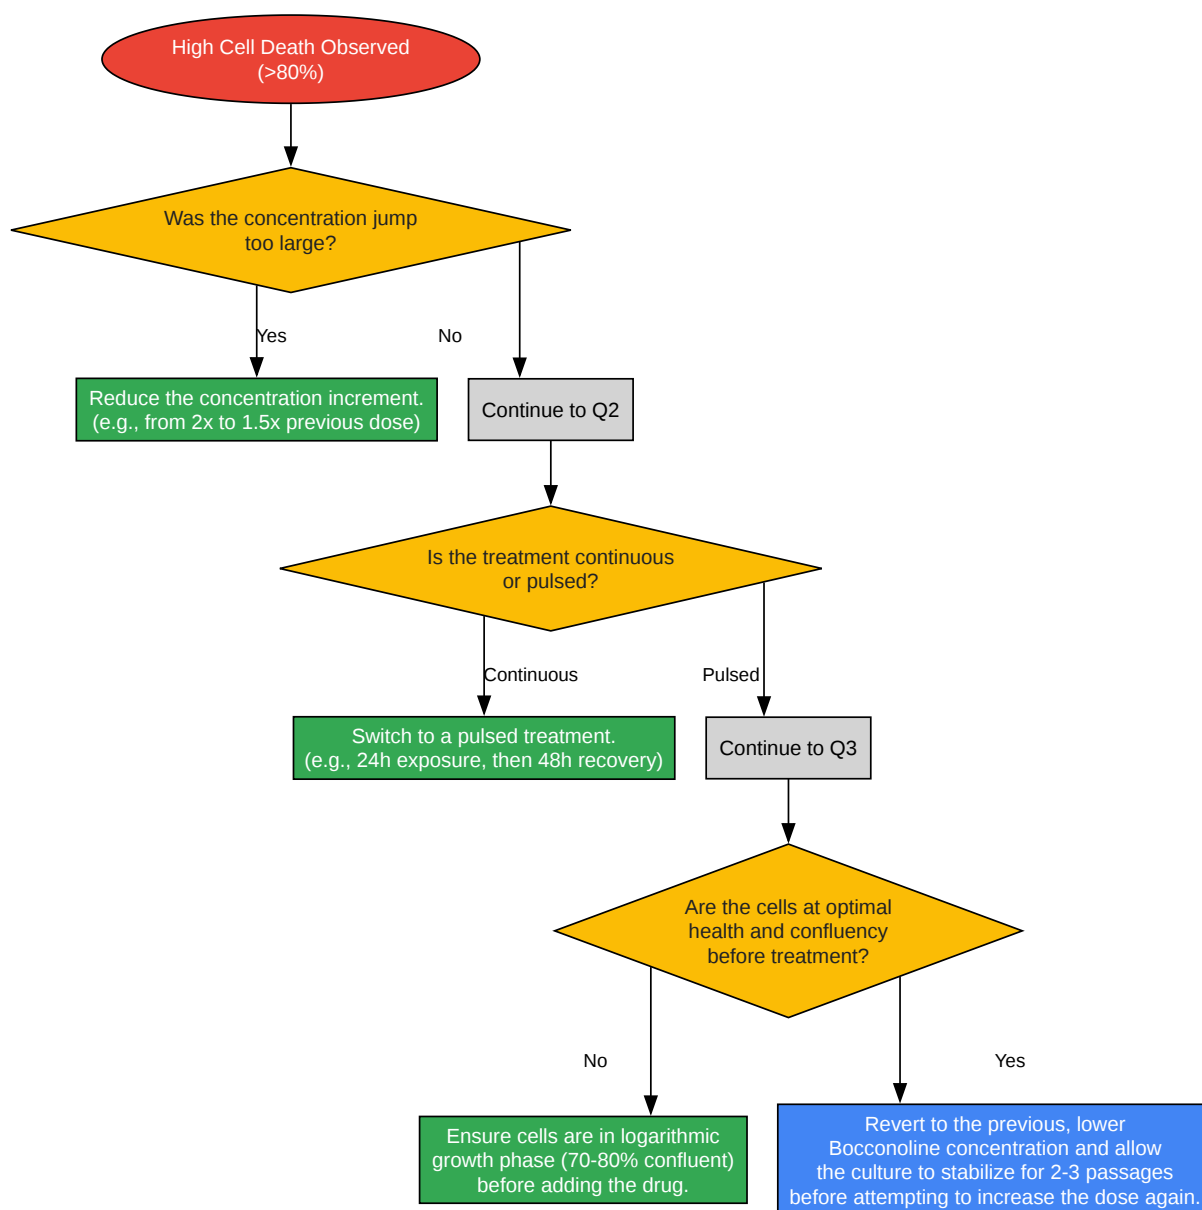 High Cell Death Observed
(>80%)
Was the concentration jump
too large?
Yes
No
Reduce the concentration increment.
(e.g., from 2x to 1.5x previous dose)
Continue to Q2
Is the treatment continuous
or pulsed?
Continuous
Pulsed
Switch to a pulsed treatment.
(e.g., 24h exposure, then 48h recovery)
Continue to Q3
Are the cells at optimal
health and confluency
before treatment?
No
Yes
Ensure cells are in logarithmic
growth phase (70-80% confluent)
before adding the drug.
Revert to the previous, lower
Bocconoline concentration and allow
the culture to stabilize for 2-3 passages
before attempting to increase the dose again.